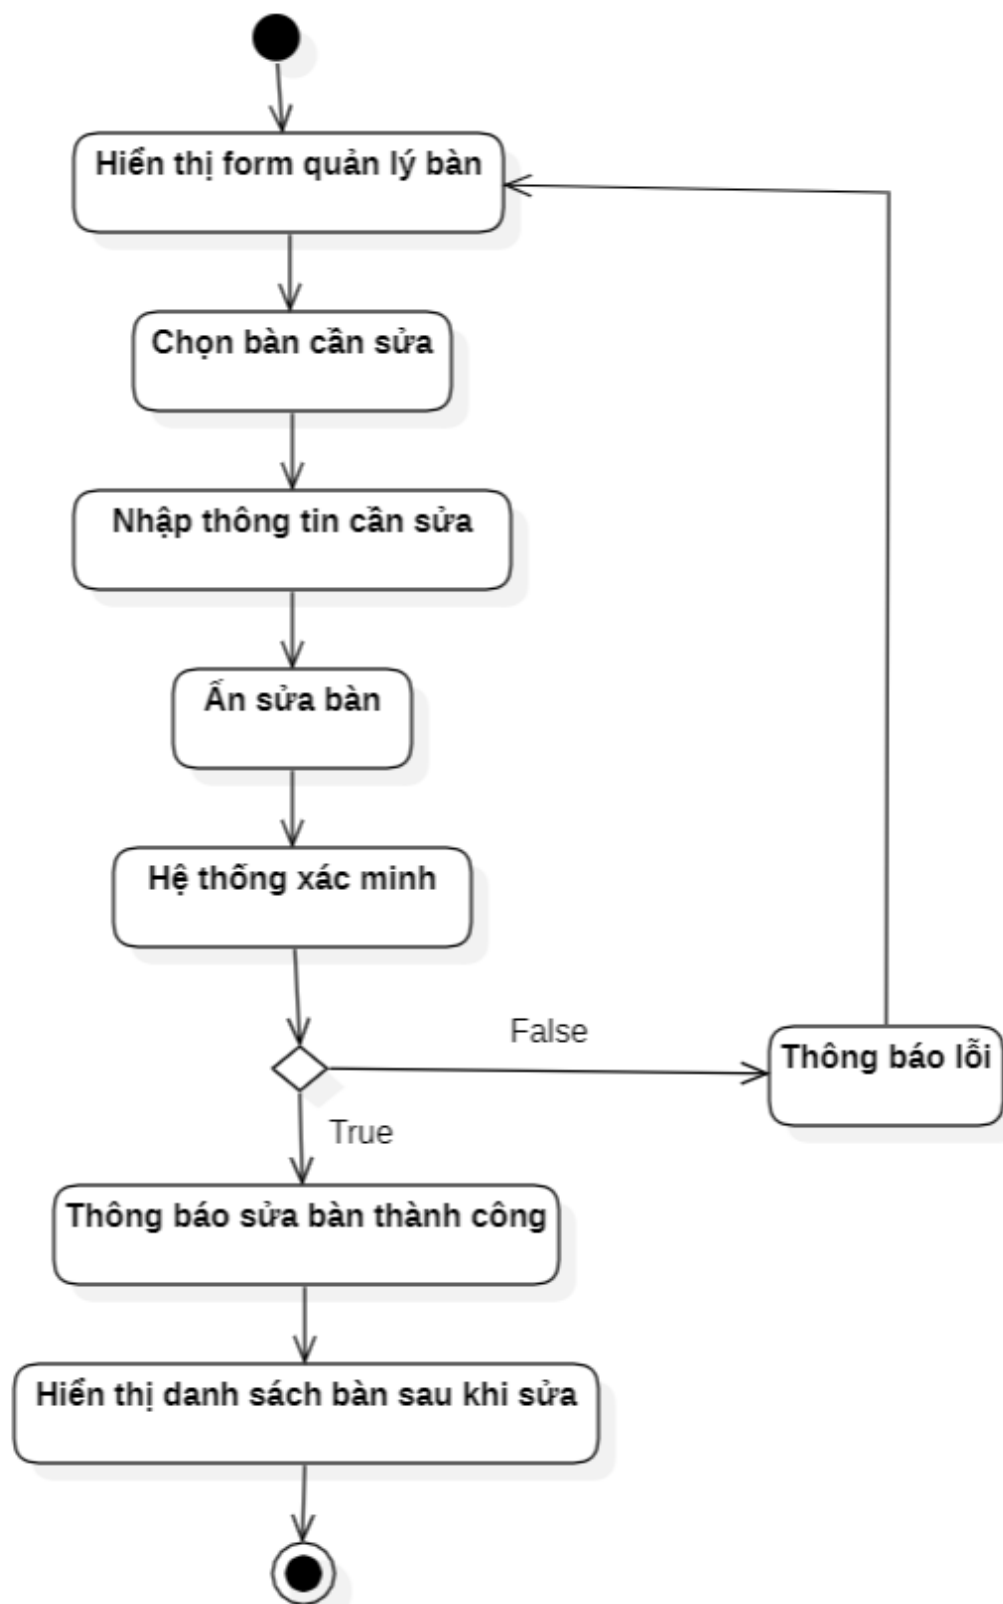 Hiển thị form quản lý bàn
Chọn bàn cần sửa
Nhập thông tin cần sửa
Ấn sửa bàn
Hệ thống xác minh
False
Thông báo lỗi
True
Thông báo sửa bàn thành công
Hiển thị danh sách bàn sau khi sửa